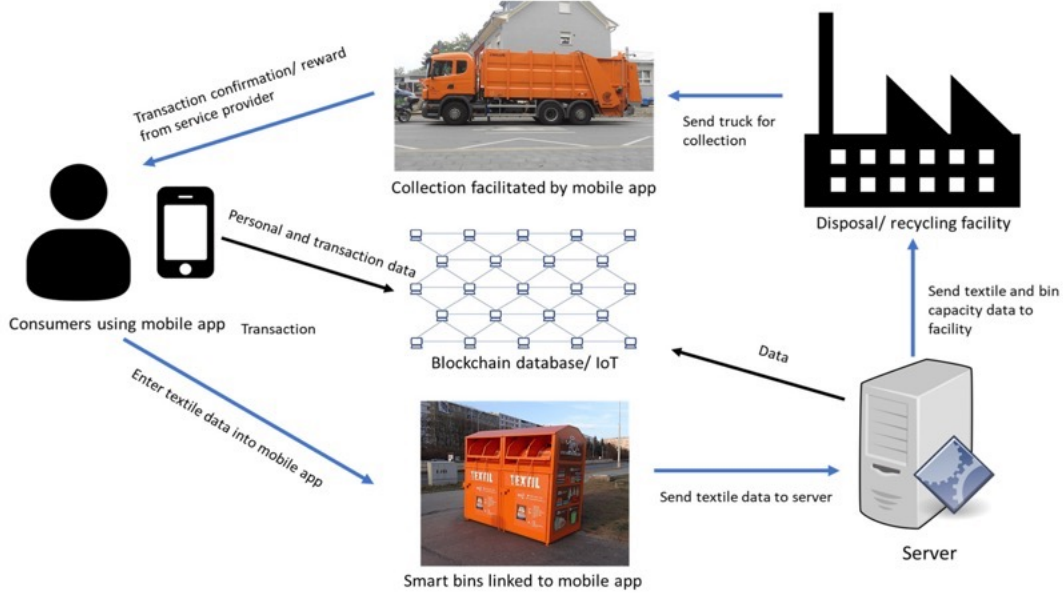 Transaction confirmation/ reward
from service provider
Send truck for
collection
Collection facilitated by mobile app
Disposal/ recycling facility
Personal and transaction data
Consumers using mobile app
Transaction
Blockchain database/ IoT
Send textile and bin
capacity data to
facility
Data
Enter textile data into mobile app
TEXTIL
TEXTIL
Send textile data to server
Smart bins linked to mobile app
Server